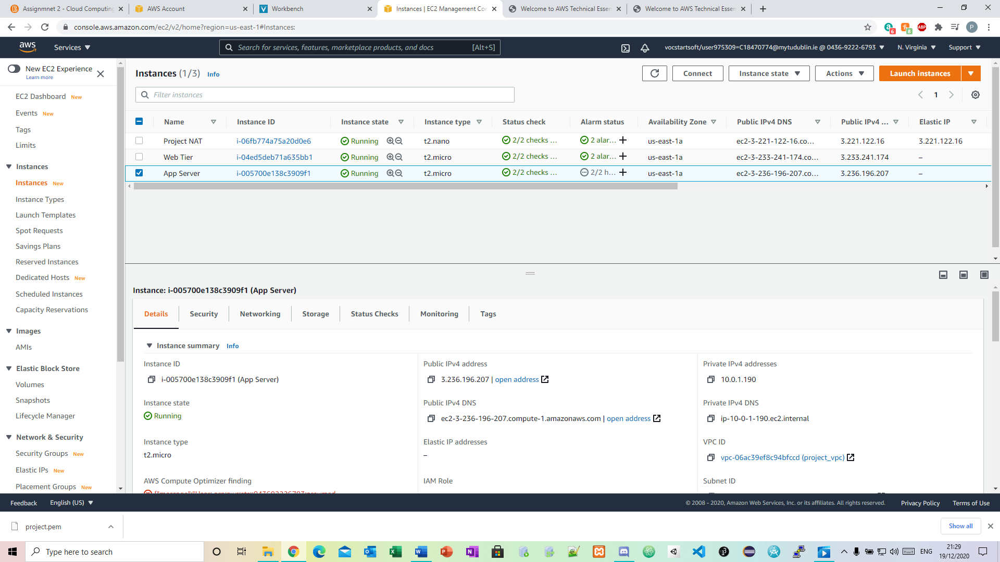 Assignmnet 2 - Cloud Computing
AWS Account
Workbench
Instances | EC2 Management Con
Welcome to AWS Technical Essen
Welcome to AWS Technical Essen
console.aws.amazon.com/ec2/v2/home?region=us-east-1#Instances:
6
8
ABP
P
aws
Services
Search for services, features, marketplace products, and docs
[Alt+S]
vocstartsoft/user975309=C18470774@mytudublin.ie @ 0436-9222-6793
N. Virginia
Support
New EC2 Experience
Learn more
EC2 Dashboard New
Events New
Tags
Limits
Instances
Instances New
Instance Types
Launch Templates
Spot Requests
Savings Plans
Reserved Instances
Dedicated Hosts New
Scheduled Instances
Capacity Reservations
Images
AMIs
Elastic Block Store
Volumes
Snapshots
Lifecycle Manager
Network & Security
Security Groups New
Elastic IPs New
Placement Groups New
Instances (1/3) Info
Connect
Instance state
Actions
Launch instances
Filter instances
1
Name Instance ID Instance state Instance type Status check Alarm status Availability Zone Public IPv4 DNS Public IPv4 ... Elastic IP
Project NAT i-06fb774a75a20d0e6 Running t2.nano 2/2 checks ... 2 alar... us-east-1a ec2-3-221-122-16.co... 3.221.122.16 3.221.122.16
Web Tier i-04ed5deb71a635bb1 Running t2.micro 2/2 checks ... 2 alar... us-east-1a ec2-3-233-241-174.co... 3.233.241.174 –
App Server i-005700e138c3909f1 Running t2.micro 2/2 checks ... 2/2 h... us-east-1a ec2-3-236-196-207.co... 3.236.196.207 –
Instance: i-005700e138c3909f1 (App Server)
Details
Security
Networking
Storage
Status Checks
Monitoring
Tags
Instance summary Info
Instance ID
i-005700e138c3909f1 (App Server)
Public IPv4 address
3.236.196.207 | open address
Private IPv4 addresses
10.0.1.190
Instance state
Running
Public IPv4 DNS
ec2-3-236-196-207.compute-1.amazonaws.com | open address
Private IPv4 DNS
ip-10-0-1-190.ec2.internal
Instance type
t2.micro
Elastic IP addresses
–
VPC ID
vpc-06ac39ef8c94bfccd (project_vpc)
AWS Compute Optimizer finding
IAM Role
Subnet ID
Feedback
English (US)
© 2008 - 2020, Amazon Web Services, Inc. or its affiliates. All rights reserved.
Privacy Policy
Terms of Use
project.pem
Show all
Type here to search
ENG
21:29
19/12/2020